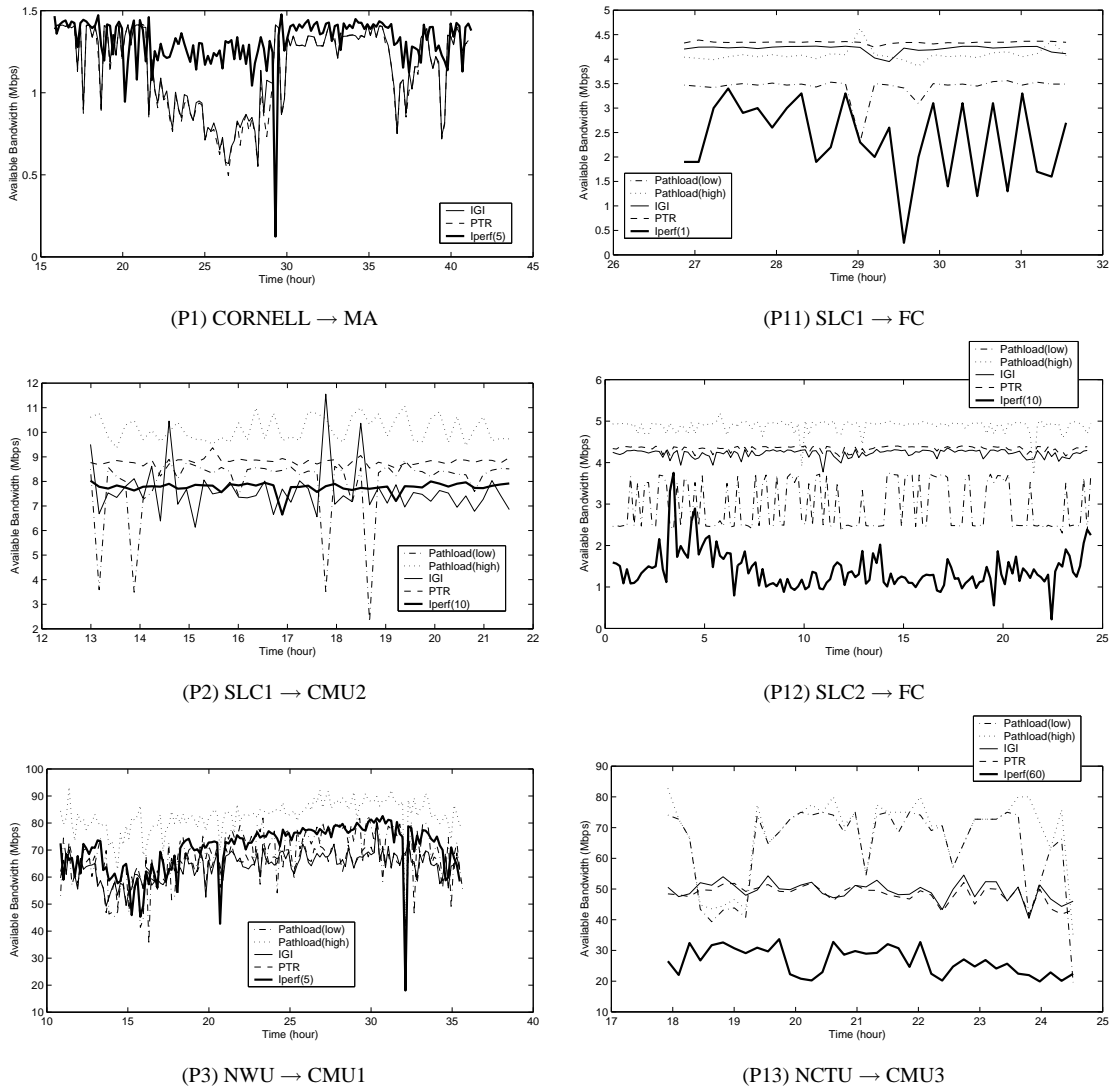 Available Bandwidth (Mbps)
1.5
1
0.5
0
15 20 25 30 35 40 45
Time (hour)
IGI
PTR
Iperf(5)
(P1) CORNELL → MA
Available Bandwidth (Mbps)
5
4.5
4
3.5
3
2.5
2
1.5
1
0.5
0
26 27 28 29 30 31 32
Time (hour)
Pathload(low)
Pathload(high)
IGI
PTR
Iperf(1)
(P11) SLC1 → FC
Available Bandwidth (Mbps)
12
11
10
9
8
7
6
5
4
3
2
12 13 14 15 16 17 18 19 20 21 22
Time (hour)
Pathload(low)
Pathload(high)
IGI
PTR
Iperf(10)
(P2) SLC1 → CMU2
Pathload(low)
Pathload(high)
IGI
PTR
Iperf(10)
Available Bandwidth (Mbps)
6
5
4
3
2
1
0
0 5 10 15 20 25
Time (hour)
(P12) SLC2 → FC
Available Bandwidth (Mbps)
100
90
80
70
60
50
40
30
20
10
10 15 20 25 30 35 40
Time (hour)
Pathload(low)
Pathload(high)
IGI
PTR
Iperf(5)
(P3) NWU → CMU1
Pathload(low)
Pathload(high)
IGI
PTR
Iperf(60)
Available Bandwidth (Mbps)
90
80
70
60
50
40
30
20
10
17 18 19 20 21 22 23 24 25
Time (hour)
(P13) NCTU → CMU3